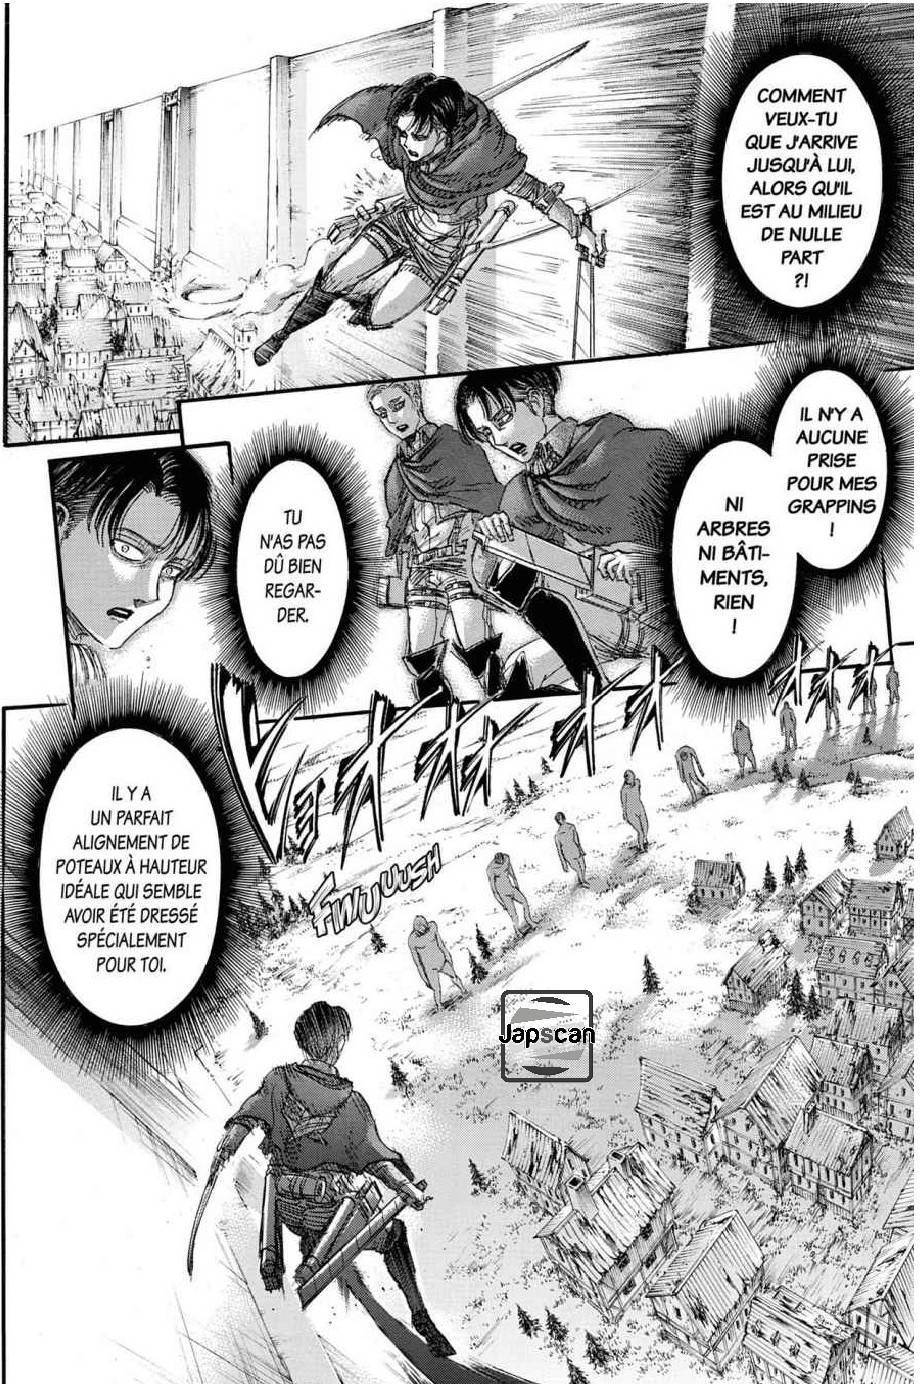 COMMENT
VEUX-TU
QUE J'ARRIVE
JUSQU'À LUI,
ALORS QU'IL
EST AU MILIEU
DE NULLE
PART
?!
IL N'Y A
AUCUNE
PRISE
POUR MES
GRAPPINS
!
NI
ARBRES
NI BÂTI-
MENTS,
RIEN
!
TU
N'AS PAS
DÛ BIEN
REGAR-
DER.
IL Y A
UN PARFAIT
ALIGNEMENT DE
POTEAUX À HAUTEUR
IDÉALE QUI SEMBLE
AVOIR ÉTÉ DRESSÉ
SPÉCIALEMENT
POUR TOI.
FWUUUUSH
Japscan